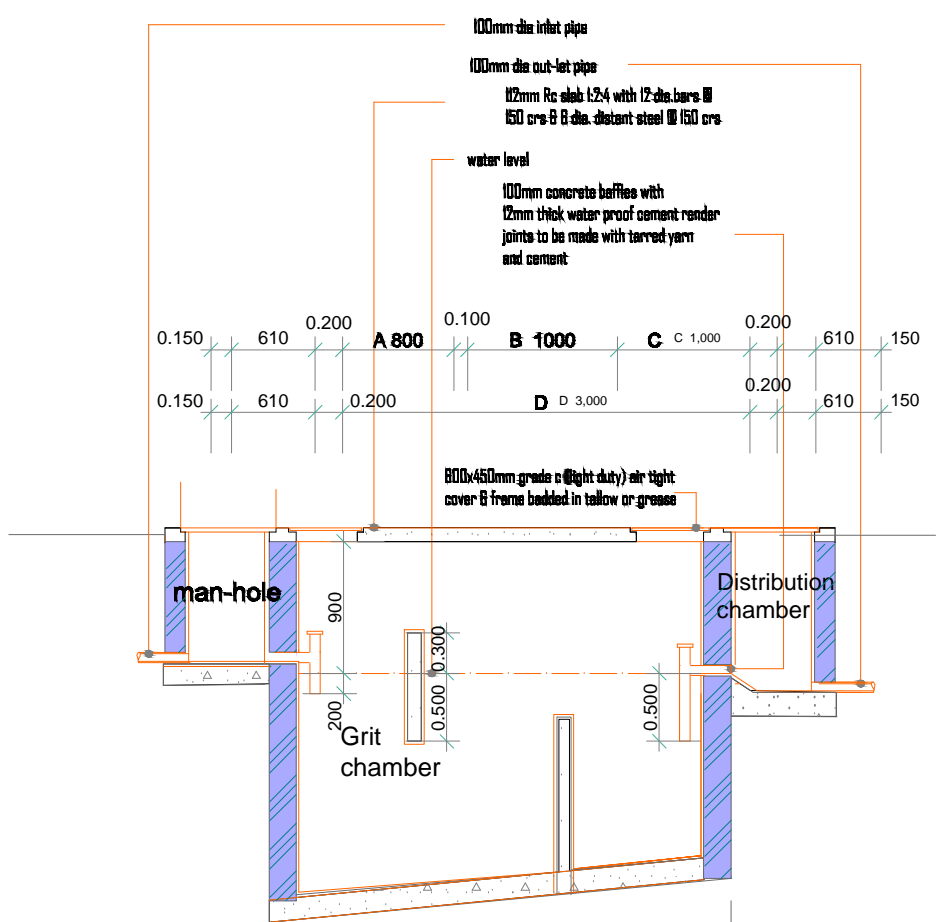 100mm dia inlet pipe
100mm dia out-let pipe
112mm Rc slab 1:2:4 with 12 dia.bars @
150 crs & 8 dia. distant steel @ 150 crs
water level
100mm concrete baffles with
12mm thick water proof cement render
joints to be made with tarred yarn
and cement
0.150 610 0.200 A 800 0.100 B 1000 C C 1,000 0.200 610 150
0.150 610 0.200 D D 3,000 0.200 610 150
450mm grade (light duty) air tight
cover & frame bedded in tallow or grease
man-hole
Distribution
chamber
900
0.300
200
0.500
0.500
Grit
chamber